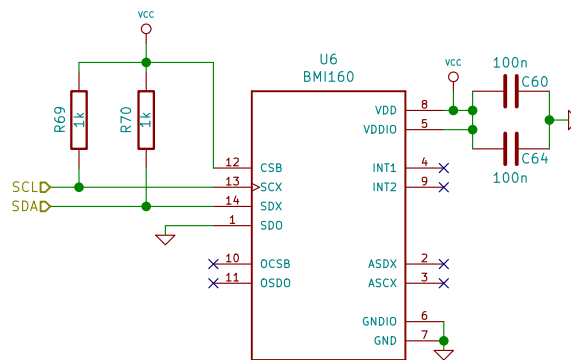 VCC
U6
BMI160
VCC
100n
C60
R69
1k
R70
1k
8 VDD
5 VDDIO
C64
100n
12 CSB
4 INT1
SCL
13 SCX
9 INT2
SDA
14 SDX
1 SDO
10 OCSB
2 ASDX
11 OSDO
3 ASCX
6 GNDIO
7 GND